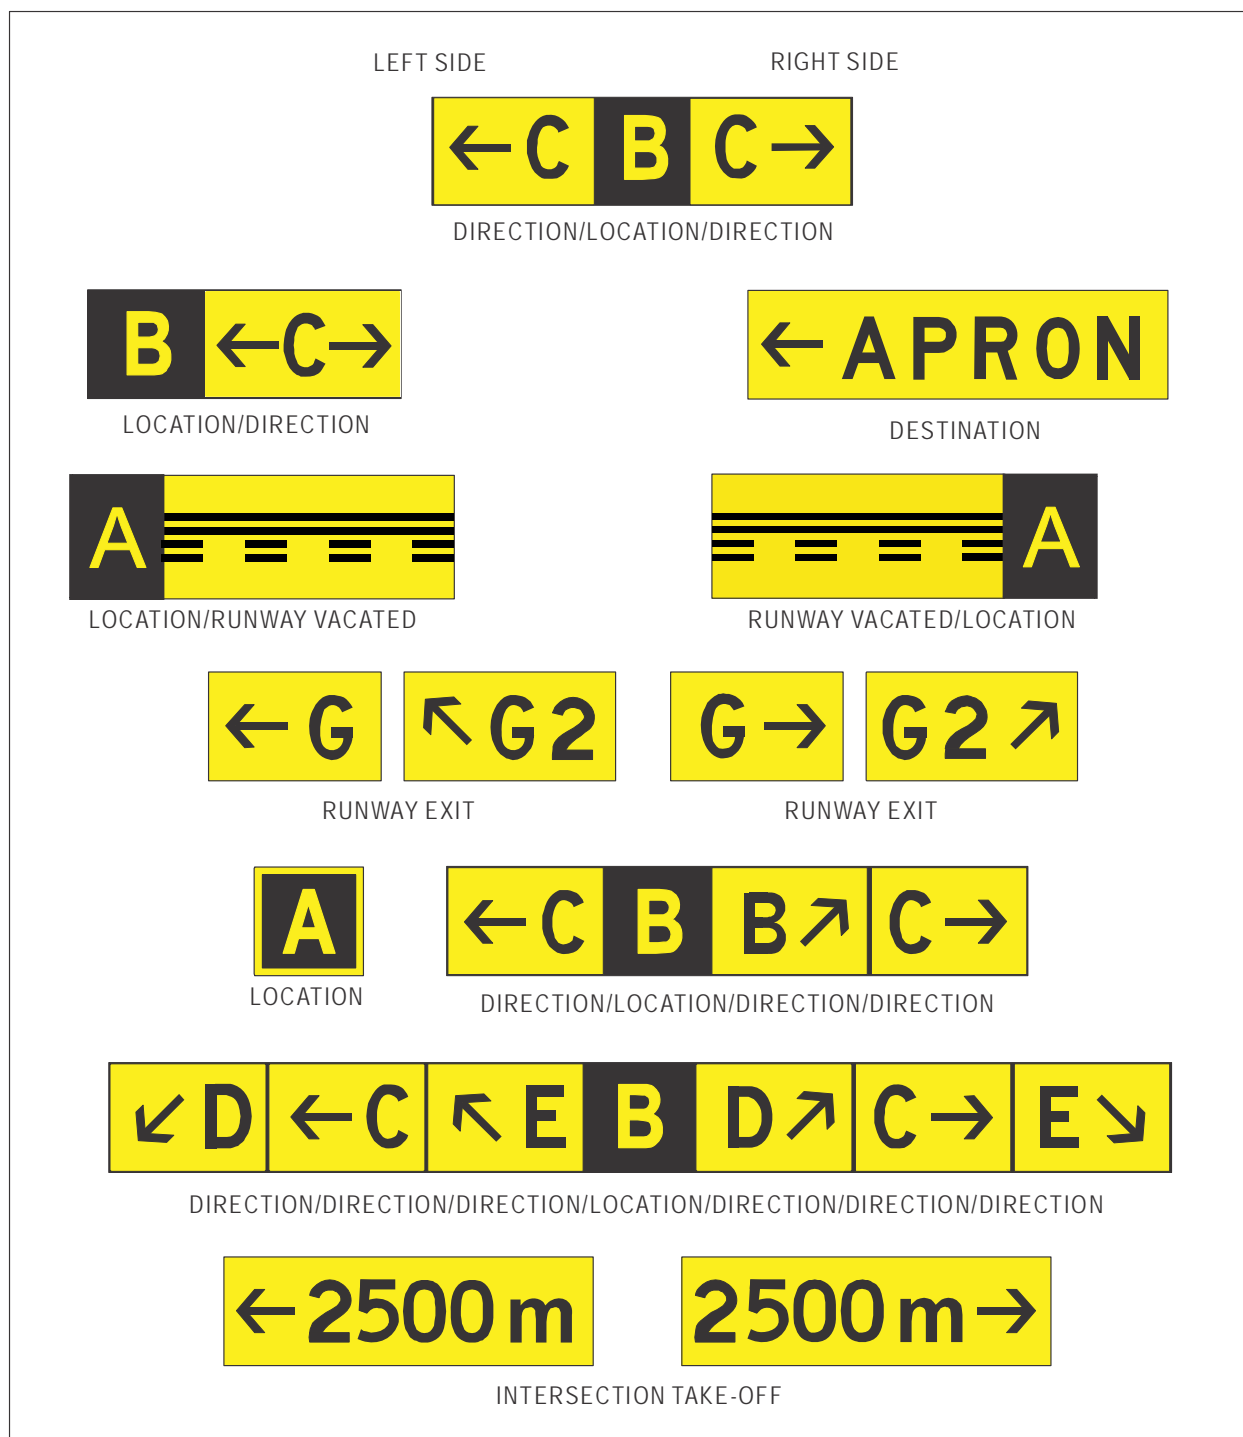 LEFT SIDE RIGHT SIDE
←C B C→
DIRECTION/LOCATION/DIRECTION
B ←C→ ← APRON
LOCATION/DIRECTION DESTINATION
A A
LOCATION/RUNWAY VACATED RUNWAY VACATED/LOCATION
←G ↖G2 G→ G2↗
RUNWAY EXIT RUNWAY EXIT
A ←C B B↗ C→
LOCATION DIRECTION/LOCATION/DIRECTION/DIRECTION
↙D ←C ↖E B D↗ C→ E↘
DIRECTION/DIRECTION/DIRECTION/LOCATION/DIRECTION/DIRECTION/DIRECTION
←2500m 2500m→
INTERSECTION TAKE-OFF